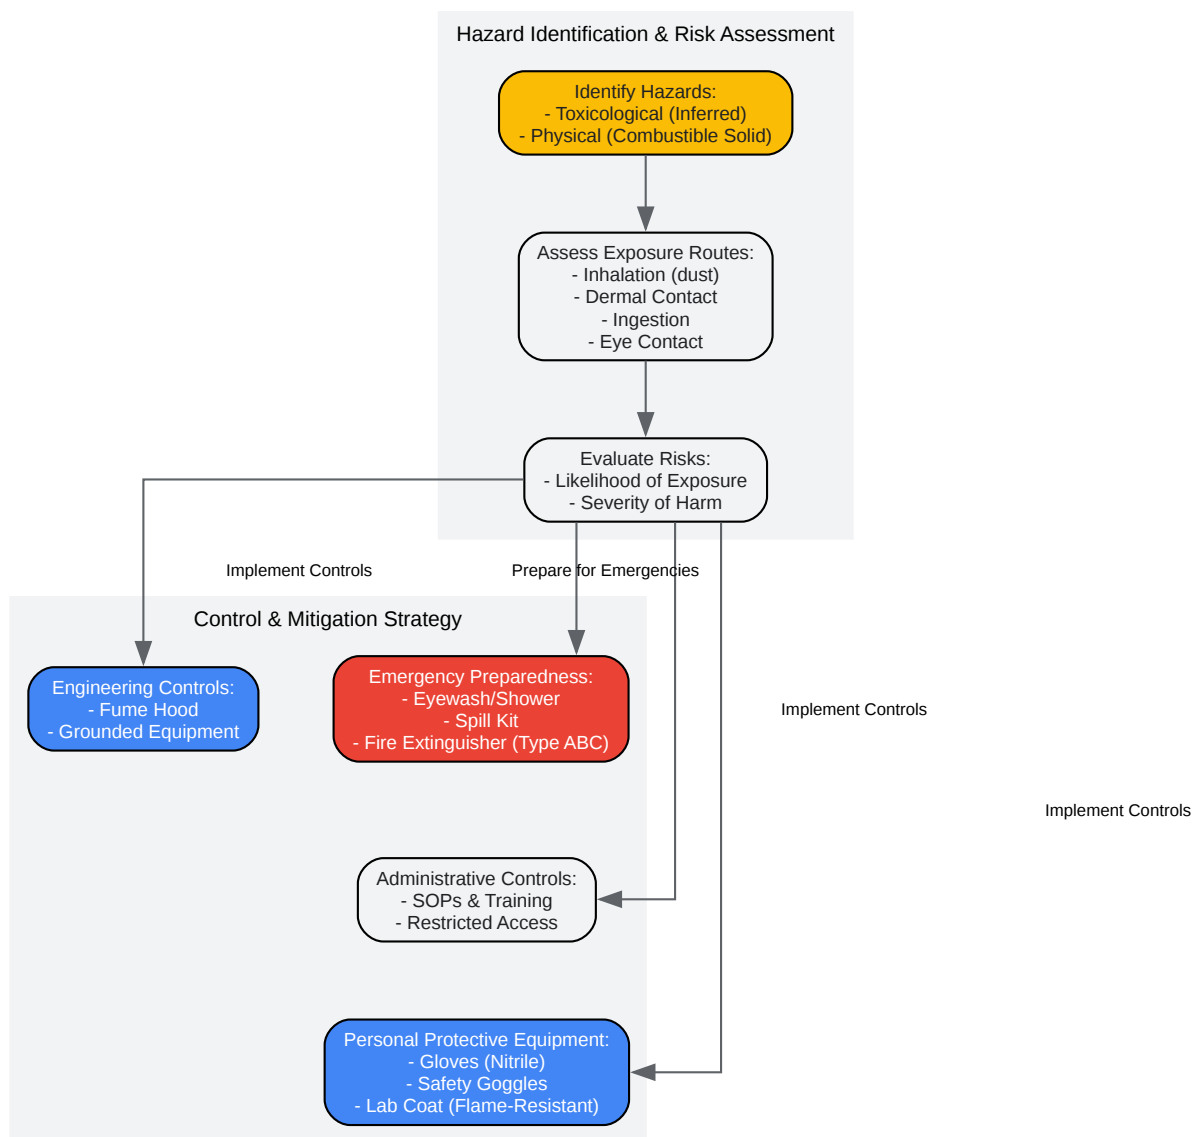 Hazard Identification & Risk Assessment
Identify Hazards:
- Toxicological (Inferred)
- Physical (Combustible Solid)
Assess Exposure Routes:
- Inhalation (dust)
- Dermal Contact
- Ingestion
- Eye Contact
Evaluate Risks:
- Likelihood of Exposure
- Severity of Harm
Implement Controls
Prepare for Emergencies
Control & Mitigation Strategy
Engineering Controls:
- Fume Hood
- Grounded Equipment
Emergency Preparedness:
- Eyewash/Shower
- Spill Kit
- Fire Extinguisher (Type ABC)
Implement Controls
Implement Controls
Administrative Controls:
- SOPs & Training
- Restricted Access
Personal Protective Equipment:
- Gloves (Nitrile)
- Safety Goggles
- Lab Coat (Flame-Resistant)